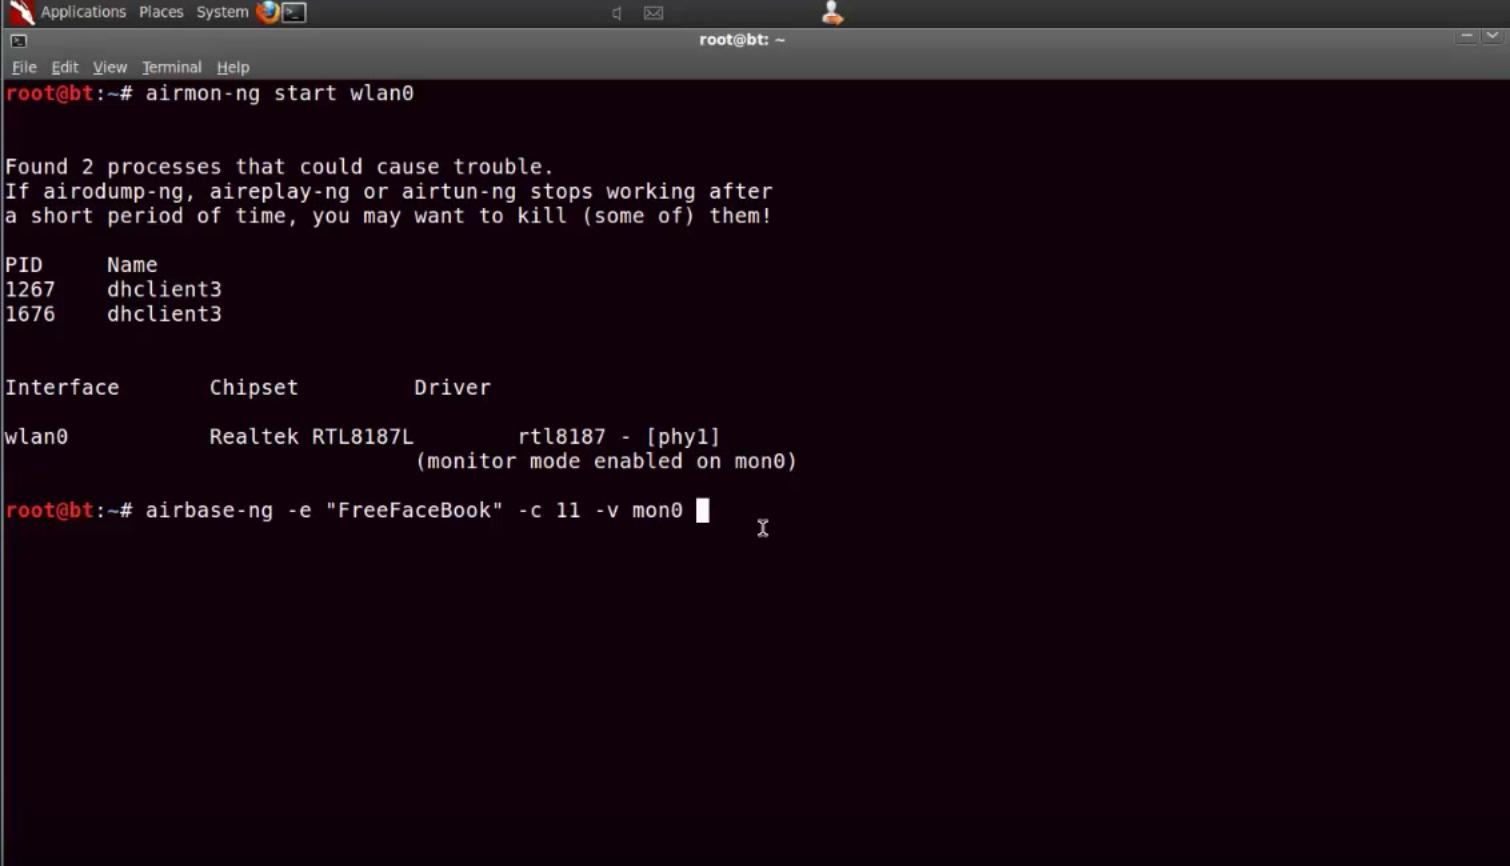 Applications Places System
root@bt: ~
File Edit View Terminal Help
root@bt:~# airmon-ng start wlan0
Found 2 processes that could cause trouble.
If airodump-ng, aireplay-ng or airtun-ng stops working after
a short period of time, you may want to kill (some of) them!
PID Name
1267 dhclient3
1676 dhclient3
Interface Chipset Driver
wlan0 Realtek RTL8187L rtl8187 - [phy1]
(monitor mode enabled on mon0)
root@bt:~# airbase-ng -e "FreeFaceBook" -c 11 -v mon0